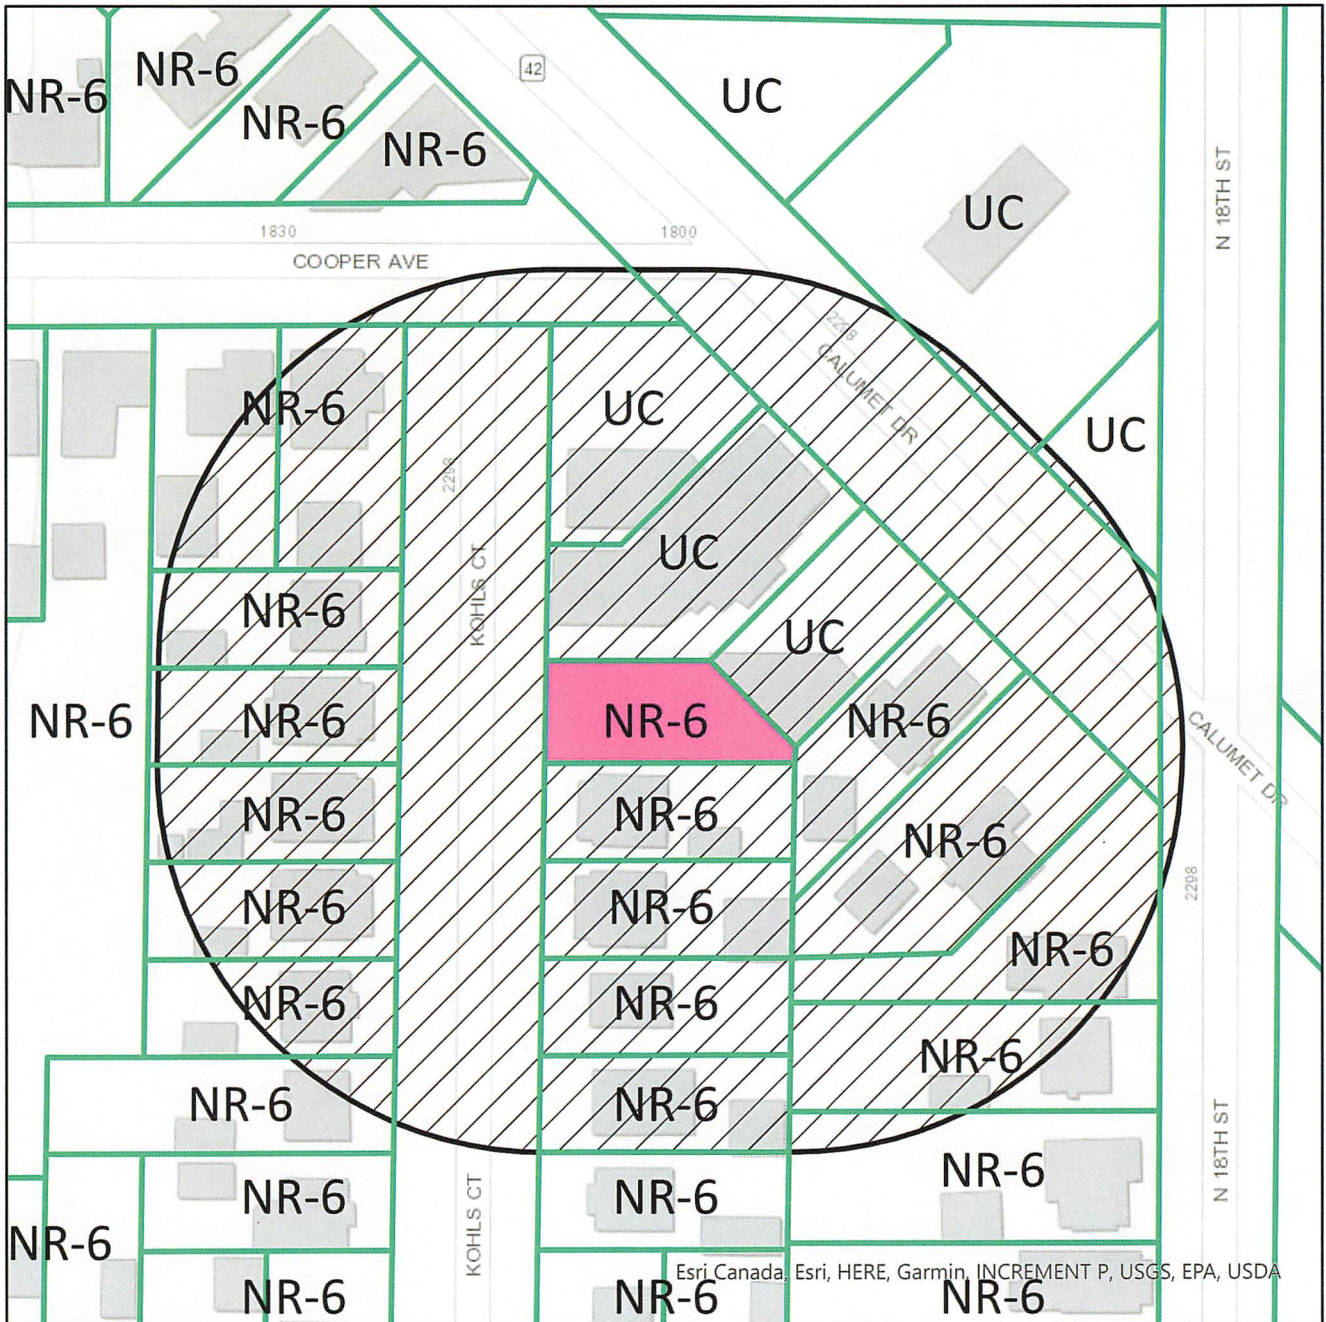 NR-6
42
UC
NR-6
NR-6
NR-6
UC
N 18TH ST
1830
1800
COOPER AVE
2298
CALUMET DR
NR-6
UC
UC
2298
KOHLS CT
UC
NR-6
UC
NR-6
NR-6
NR-6
NR-6
CALUMET DR
NR-6
NR-6
NR-6
2298
NR-6
NR-6
NR-6
NR-6
NR-6
NR-6
NR-6
NR-6
KOHLS CT
N 18TH ST
NR-6
NR-6
NR-6
NR-6
Esri Canada, Esri, HERE, Garmin, INCREMENT P, USGS, EPA, USDA
NR-6
NR-6
NR-6